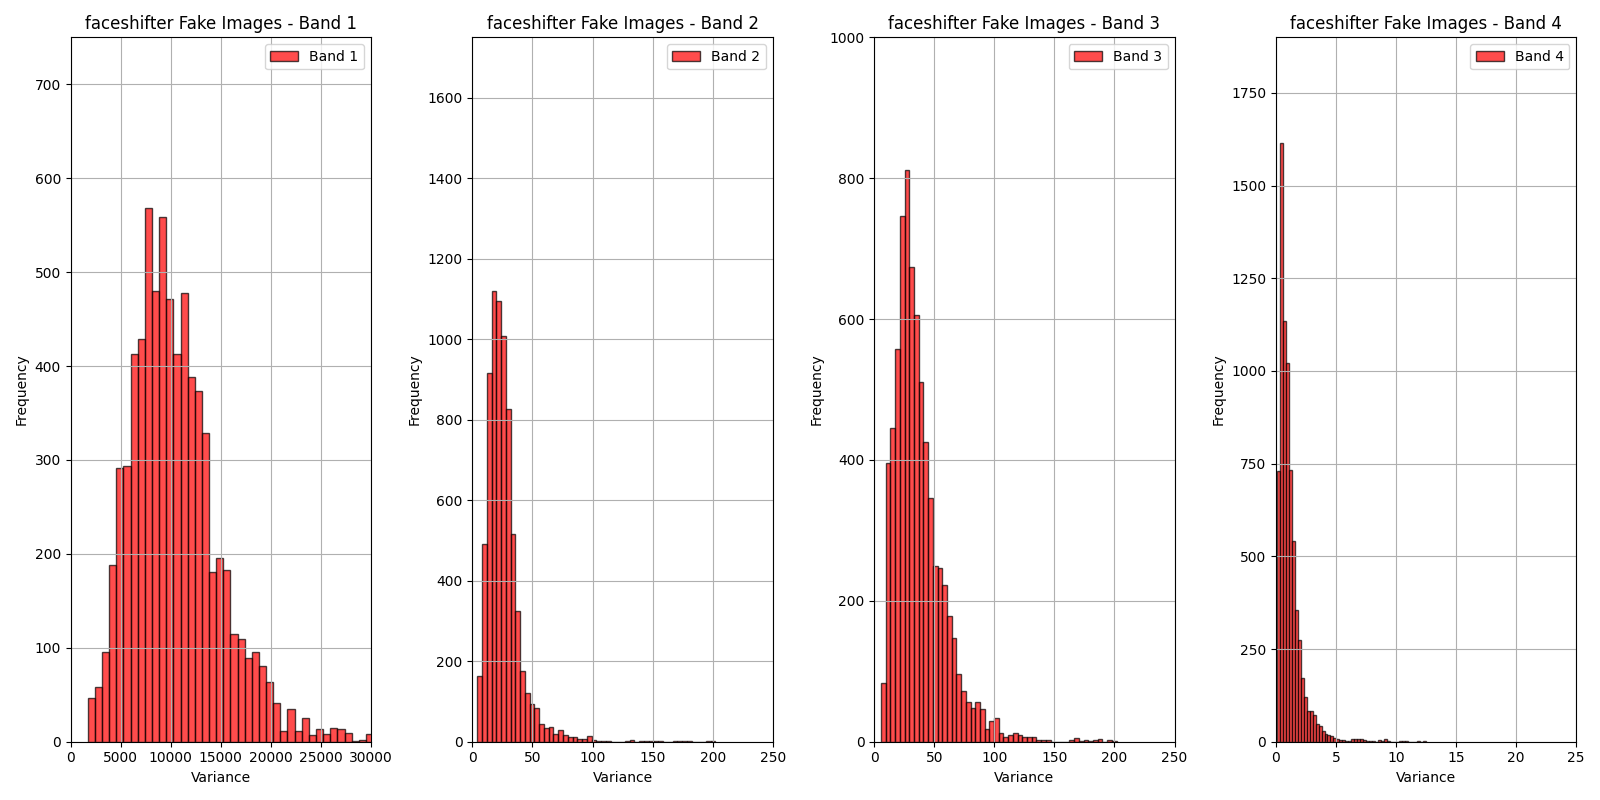 faceshifter Fake Images - Band 1
Band 1
700
600
500
400
300
200
100
0
Frequency
0 5000 10000 15000 20000 25000 30000
Variance
faceshifter Fake Images - Band 2
Band 2
1600
1400
1200
1000
800
600
400
200
0
Frequency
0 50 100 150 200 250
Variance
faceshifter Fake Images - Band 3
Band 3
1000
800
600
400
200
0
Frequency
0 50 100 150 200 250
Variance
faceshifter Fake Images - Band 4
Band 4
1750
1500
1250
1000
750
500
250
0
Frequency
0 5 10 15 20 25
Variance